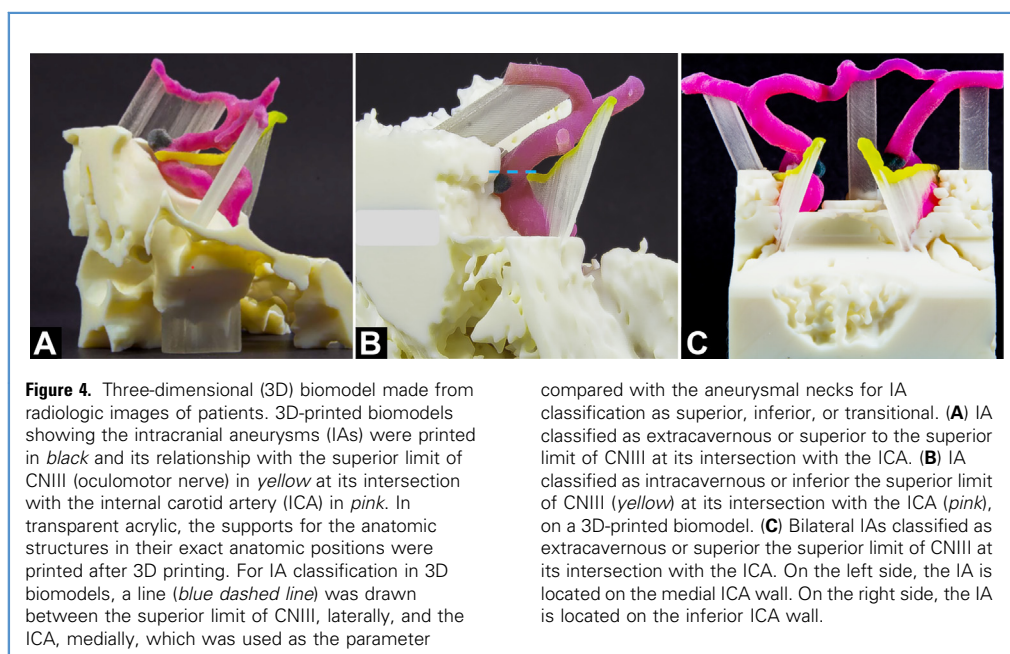 A
B
C
Figure 4. Three-dimensional (3D) biomodel made from
radiologic images of patients. 3D-printed biomodels
showing the intracranial aneurysms (IAs) were printed
in black and its relationship with the superior limit of
CNIII (oculomotor nerve) in yellow at its intersection
with the internal carotid artery (ICA) in pink. In
transparent acrylic, the supports for the anatomic
structures in their exact anatomic positions were
printed after 3D printing. For IA classification in 3D
biomodels, a line (blue dashed line) was drawn
between the superior limit of CNIII, laterally, and the
ICA, medially, which was used as the parameter
compared with the aneurysmal necks for IA
classification as superior, inferior, or transitional. (A) IA
classified as extracavernous or superior to the superior
limit of CNIII at its intersection with the ICA. (B) IA
classified as intracavernous or inferior the superior limit
of CNIII (yellow) at its intersection with the ICA (pink),
on a 3D-printed biomodel. (C) Bilateral IAs classified as
extracavernous or superior the superior limit of CNIII at
its intersection with the ICA. On the left side, the IA is
located on the medial ICA wall. On the right side, the IA
is located on the inferior ICA wall.